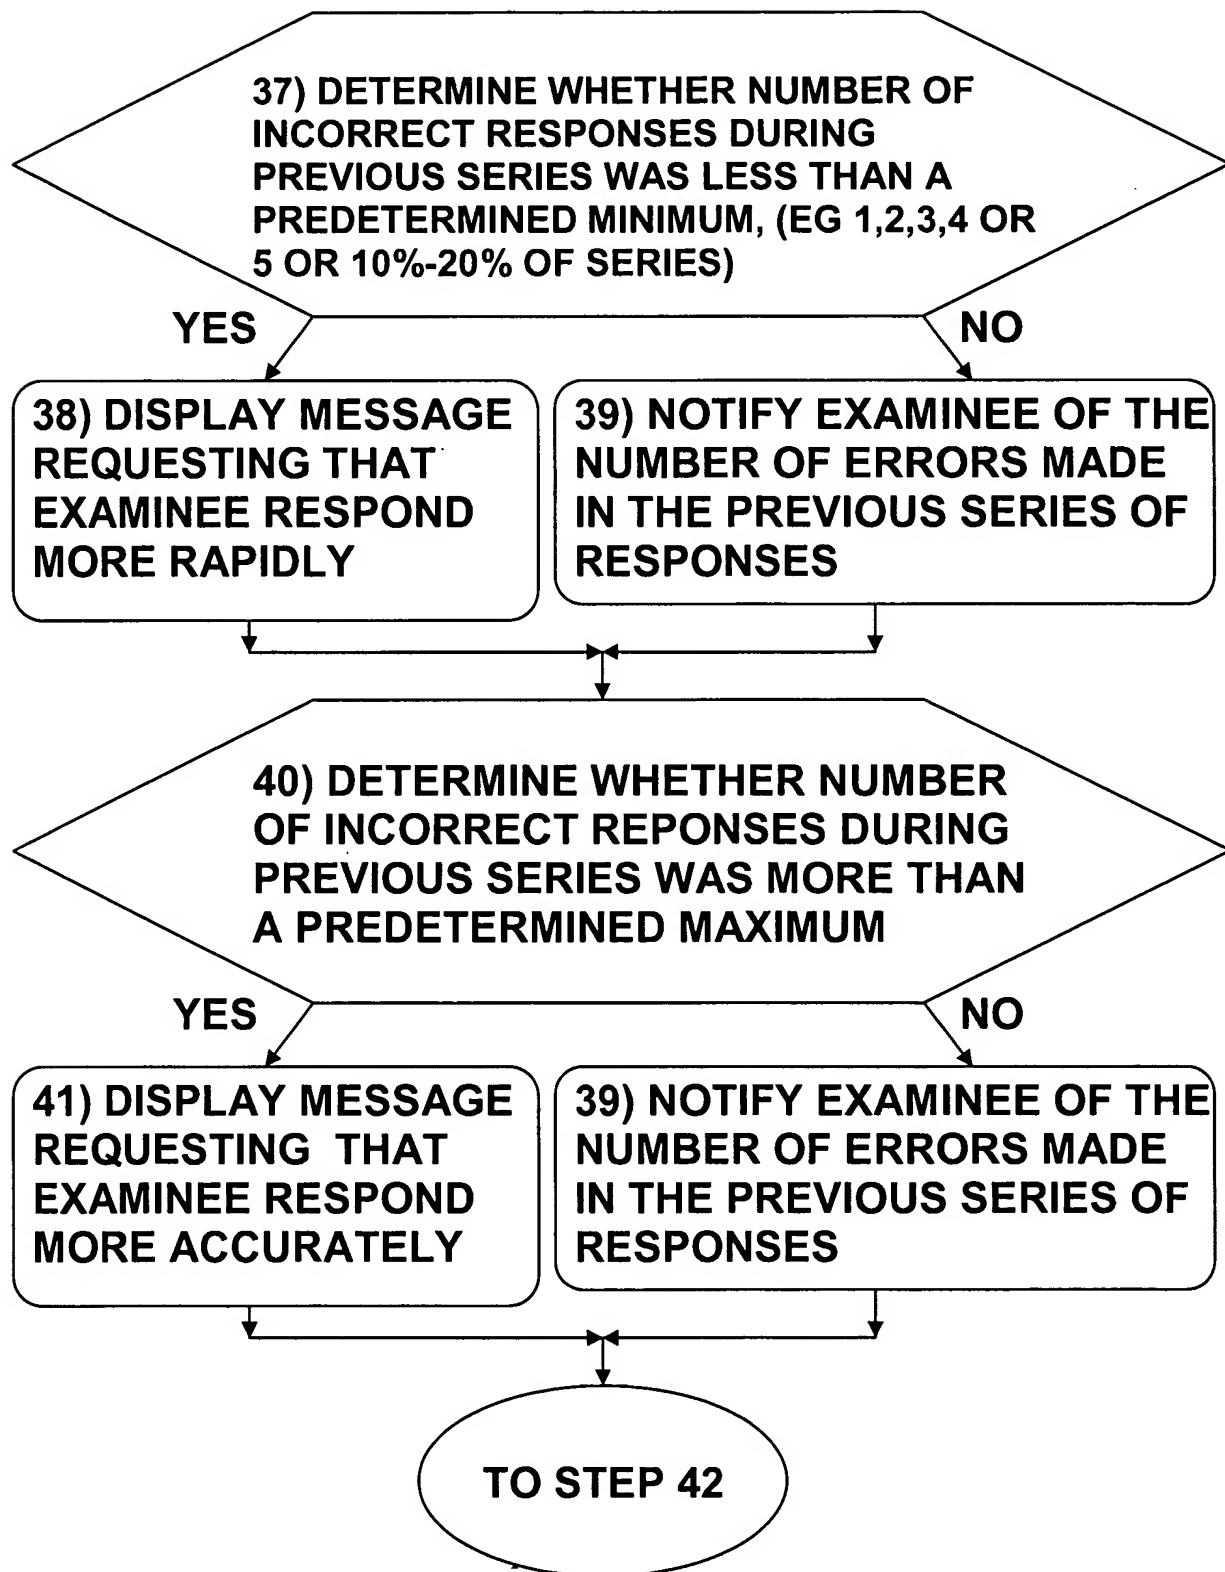 37) DETERMINE WHETHER NUMBER OF
INCORRECT RESPONSES DURING
PREVIOUS SERIES WAS LESS THAN A
PREDETERMINED MINIMUM, (EG 1,2,3,4 OR
5 OR 10%-20% OF SERIES)
YES
NO
38) DISPLAY MESSAGE
REQUESTING THAT
EXAMINEE RESPOND
MORE RAPIDLY
39) NOTIFY EXAMINEE OF THE
NUMBER OF ERRORS MADE
IN THE PREVIOUS SERIES OF
RESPONSES
40) DETERMINE WHETHER NUMBER
OF INCORRECT REPONSES DURING
PREVIOUS SERIES WAS MORE THAN
A PREDETERMINED MAXIMUM
YES
NO
41) DISPLAY MESSAGE
REQUESTING THAT
EXAMINEE RESPOND
MORE ACCURATELY
39) NOTIFY EXAMINEE OF THE
NUMBER OF ERRORS MADE
IN THE PREVIOUS SERIES OF
RESPONSES
TO STEP 42